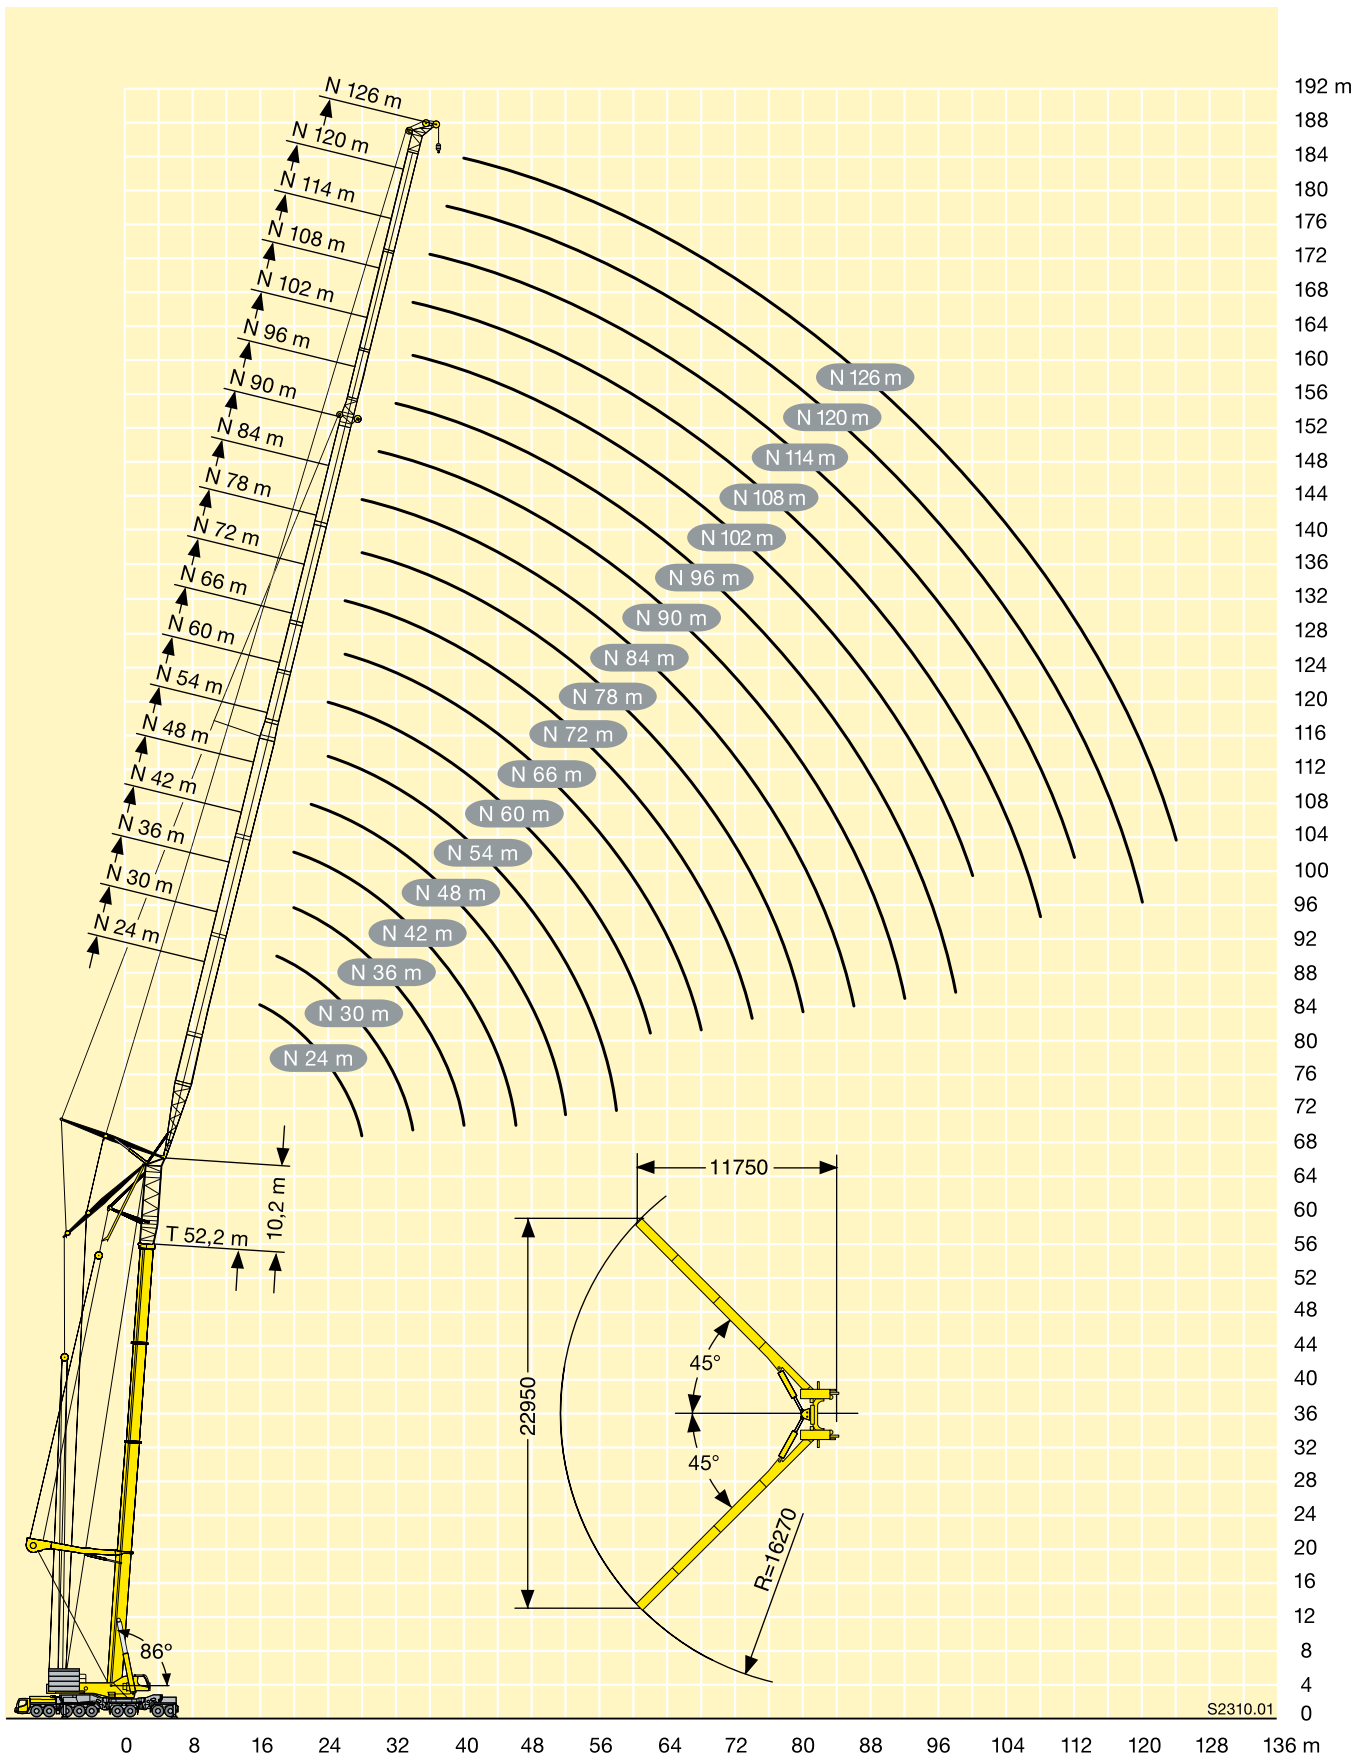 N 126 m
N 120 m
N 114 m
N 108 m
N 102 m
N 96 m
N 90 m
N 84 m
N 78 m
N 72 m
N 66 m
N 60 m
N 54 m
N 48 m
N 42 m
N 36 m
N 30 m
N 24 m
N 126 m
N 120 m
N 114 m
N 108 m
N 102 m
N 96 m
N 90 m
N 84 m
N 78 m
N 72 m
N 66 m
N 60 m
N 54 m
N 48 m
N 42 m
N 36 m
N 30 m
N 24 m
192 m
188
184
180
176
172
168
164
160
156
152
148
144
140
136
132
128
124
120
116
112
108
104
100
96
92
88
84
80
76
72
68
64
60
56
52
48
44
40
36
32
28
24
20
16
12
8
4
0
10,2 m
T 52,2 m
86°
11750
22950
45°
45°
R=16270
S2310.01
0 8 16 24 32 40 48 56 64 72 80 88 96 104 112 120 128 136 m